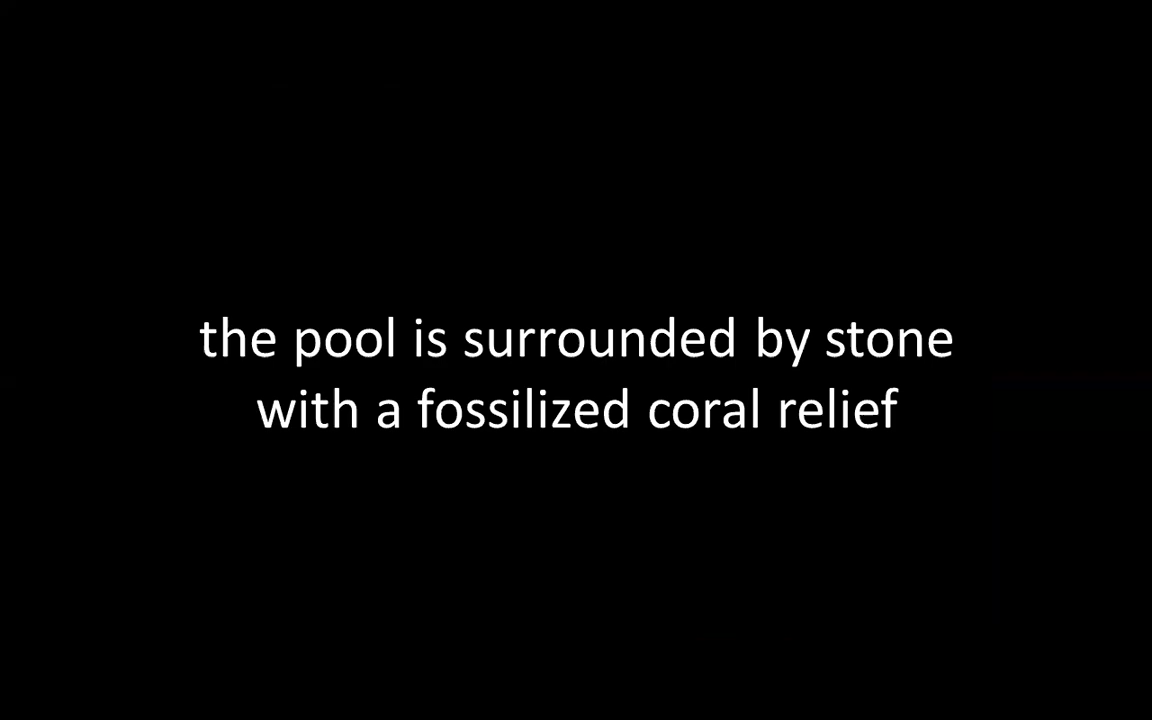 the pool is surrounded by stone
with a fossilized coral relief